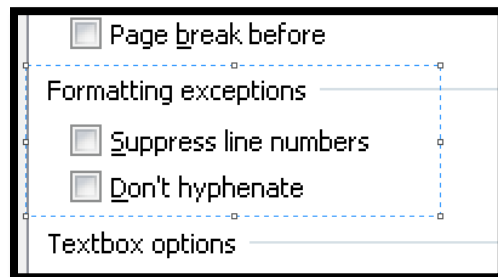 Page break before
Formatting exceptions
Suppress line numbers
Don't hyphenate
Textbox options